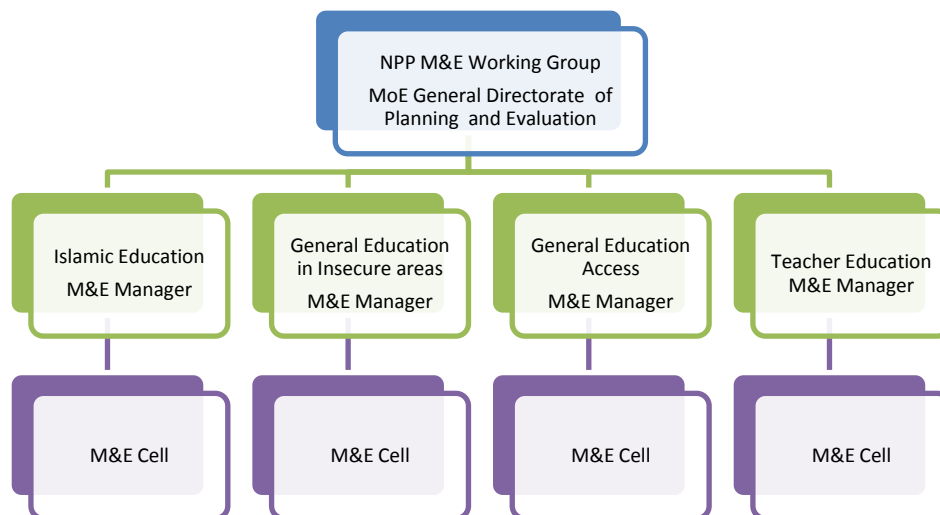 NPP M&E Working Group
MoE General Directorate of
Planning and Evaluation
Islamic Education
M&E Manager
General Education
in Insecure areas
M&E Manager
General Education
Access
M&E Manager
Teacher Education
M&E Manager
M&E Cell
M&E Cell
M&E Cell
M&E Cell